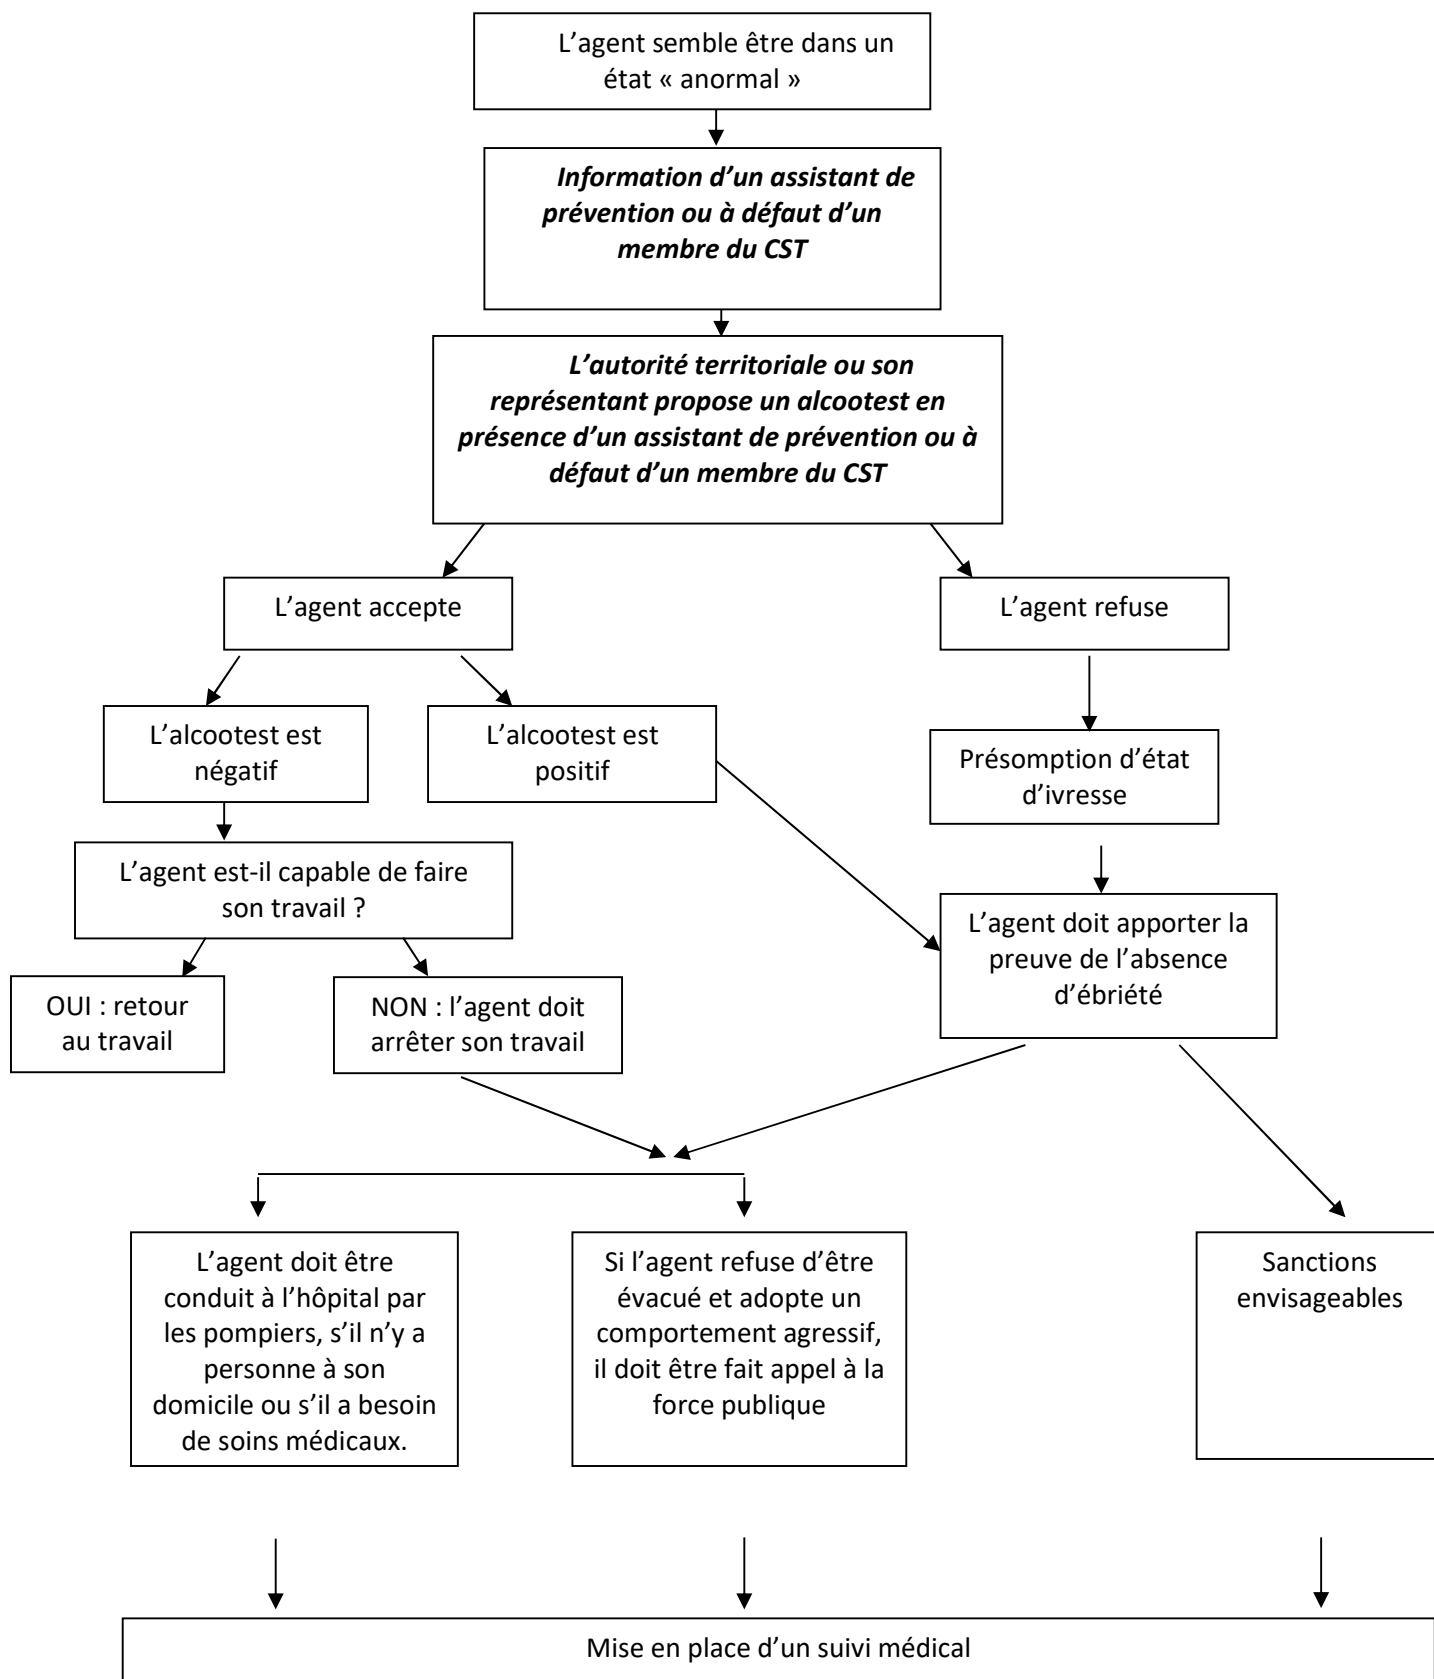 L’agent semble être dans un
état « anormal »
Information d’un assistant de
prévention ou à défaut d’un
membre du CST
L’autorité territoriale ou son
représentant propose un alcootest en
présence d’un assistant de prévention ou à
défaut d’un membre du CST
L’agent accepte
L’agent refuse
L’alcootest est
négatif
L’alcootest est
positif
Présomption d’état
d’ivresse
L’agent est-il capable de faire
son travail ?
L’agent doit apporter la
preuve de l’absence
d’ébriété
OUI : retour
au travail
NON : l’agent doit
arrêter son travail
L’agent doit être
conduit à l’hôpital par
les pompiers, s’il n’y a
personne à son
domicile ou s’il a besoin
de soins médicaux.
Si l’agent refuse d’être
évacué et adopte un
comportement agressif,
il doit être fait appel à la
force publique
Sanctions
envisageables
Mise en place d’un suivi médical